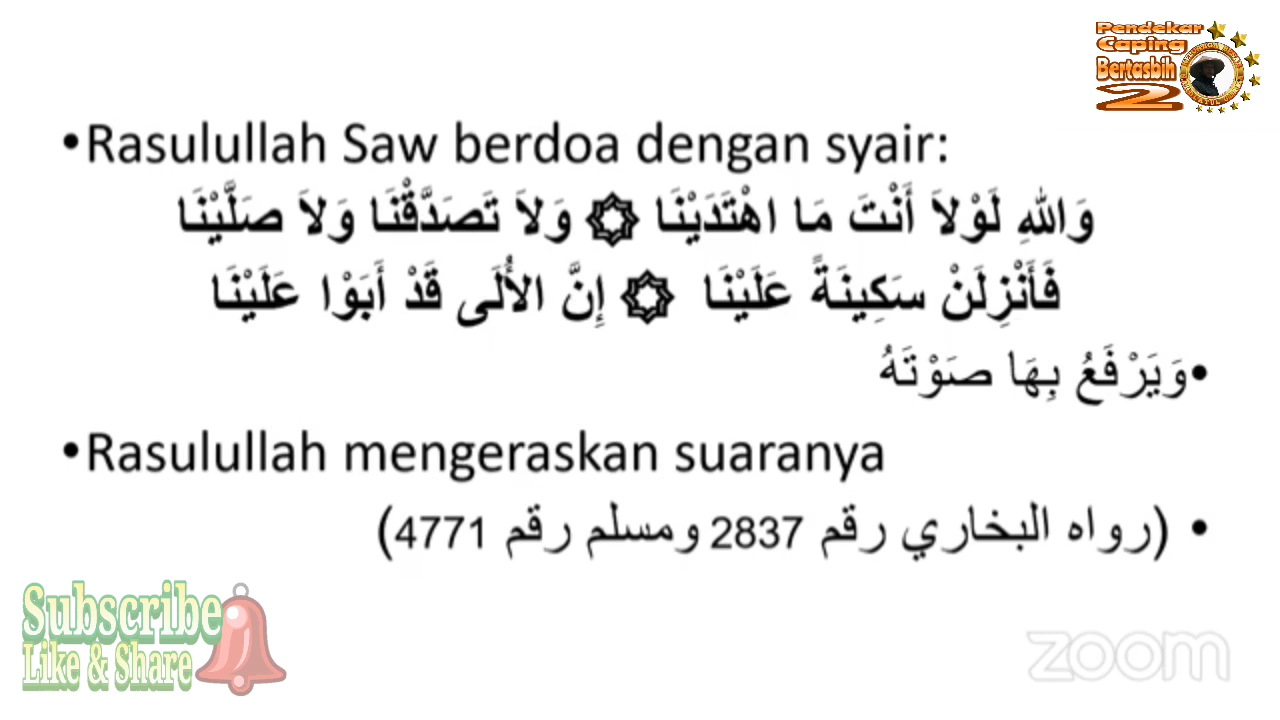 Pendekar
Caping
Bertasbih
2
•Rasulullah Saw berdoa dengan syair:
وَاللهِ لَوْلاَ أَنْتَ مَا اهْتَدَيْنَا ۞ وَلاَ تَصَدَّقْنَا وَلاَ صَلَّيْنَا
فَأَنْزِلَنْ سَكِينَةً عَلَيْنَا ۞ إِنَّ الأُلَى قَدْ أَبَوْا عَلَيْنَا
•وَيَرْفَعُ بِهَا صَوْتَهُ
•Rasulullah mengeraskan suaranya
• (رواه البخاري رقم 2837 ومسلم رقم 4771)
Subscribe
Like & Share
zoom